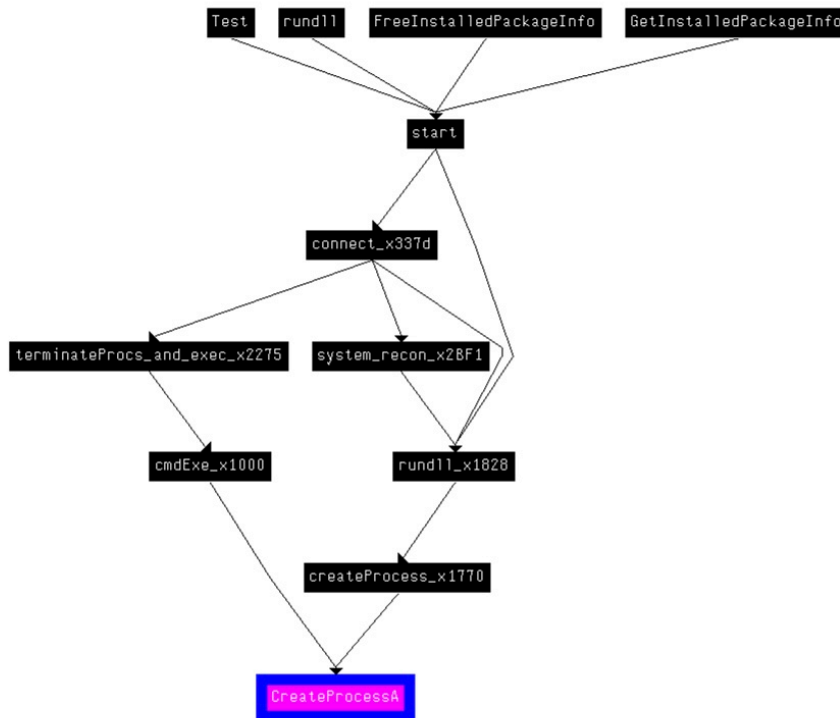 Test
rundll
FreeInstalledPackageInfo
GetInstalledPackageInfo
start
connect_x337d
terminateProcs_and_exec_x2275
system_recon_x2BF1
cmdExe_x1000
rundll_x1828
createProcess_x1770
CreateProcessA